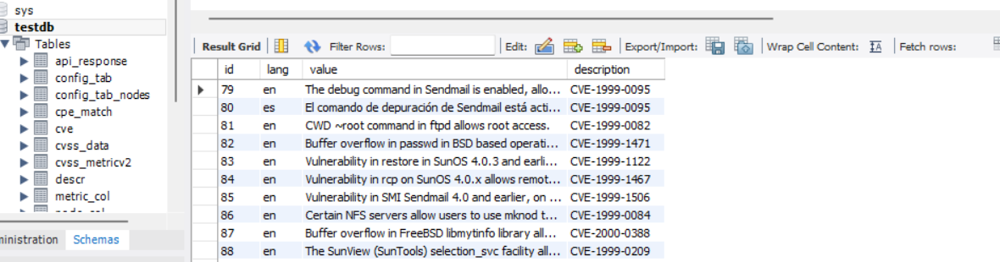 sys
testdb
Tables
api_response
config_tab
config_tab_nodes
cpe_match
cve
cvss_data
cvss_metricv2
descr
metric_col
Schemas
Result Grid Filter Rows: Edit: Export/Import: Wrap Cell Content: Fetch rows:
id lang value description
79 en The debug command in Sendmail is enabled, allo... CVE-1999-0095
80 es El comando de depuración de Sendmail está acti... CVE-1999-0095
81 en CWD ~root command in ftpd allows root access. CVE-1999-0082
82 en Buffer overflow in passwd in BSD based operati... CVE-1999-1471
83 en Vulnerability in restore in SunOS 4.0.3 and earli... CVE-1999-1122
84 en Vulnerability in rcp on SunOS 4.0.x allows remot... CVE-1999-1467
85 en Vulnerability in SMI Sendmail 4.0 and earlier, on ... CVE-1999-1506
86 en Certain NFS servers allow users to use mknod t... CVE-1999-0084
87 en Buffer overflow in FreeBSD libmytinfo library all... CVE-2000-0388
88 en The SunView (SunTools) selection_svc facility all... CVE-1999-0209